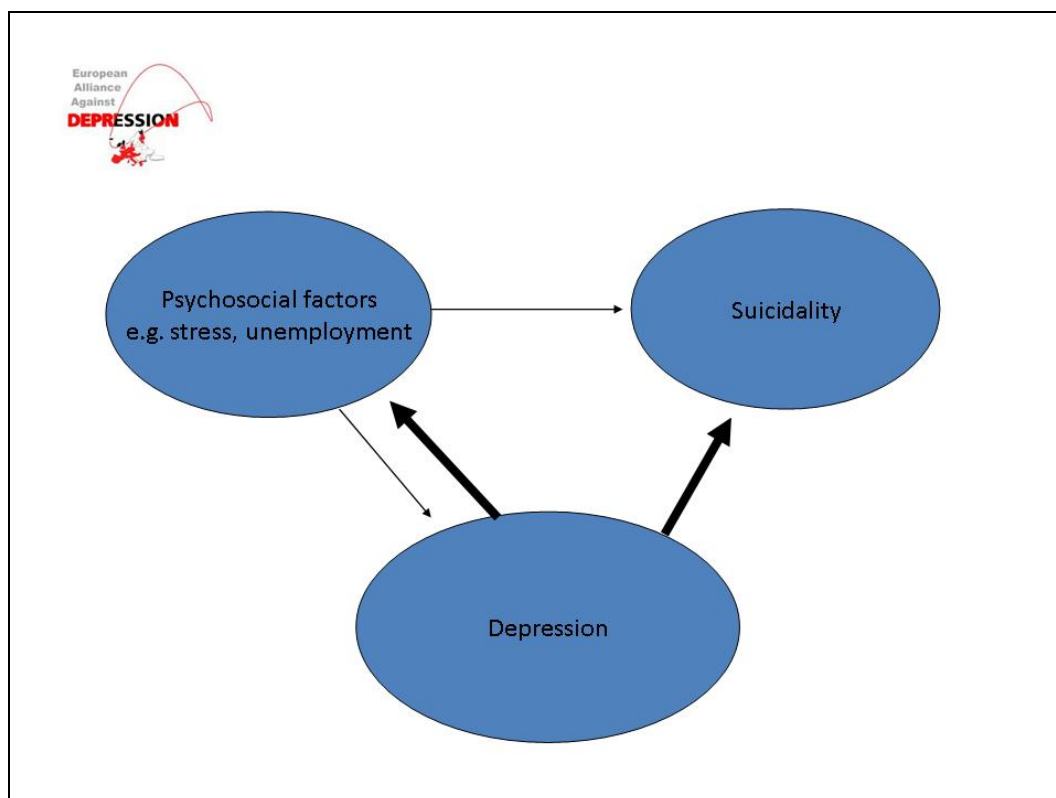 European
Alliance
Against
DEPRESSION
Psychosocial factors
e.g. stress, unemployment
Suicidality
Depression